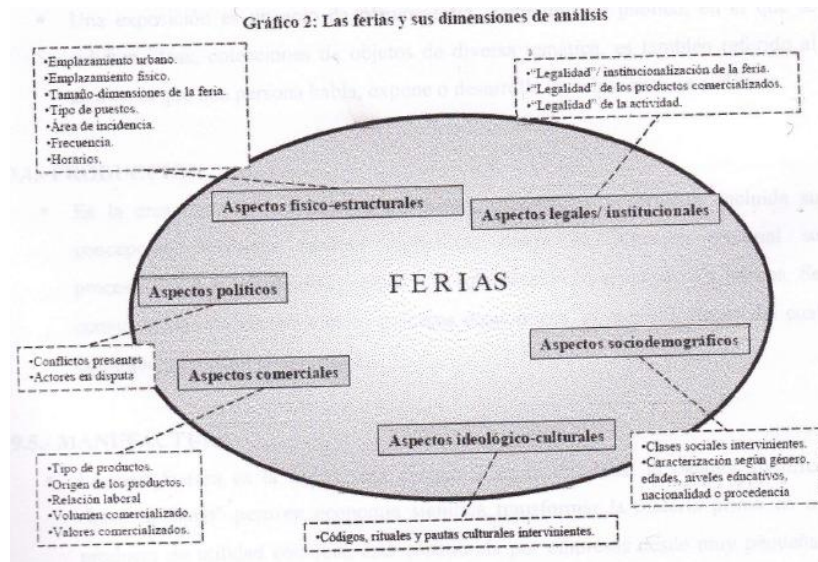 Gráfico 2: Las ferias y sus dimensiones de análisis
•Emplazamiento urbano.
•Emplazamiento fisico.
•Tamaño-dimensiones de la feria.
•Tipo de puestos.
•Área de incidencia.
•Frecuencia.
•Horarios.
•"Legalidad"/ institucionalización de la feria.
•"Legalidad" de los productos comercializados.
•"Legalidad" de la actividad.
Aspectos físico-estructurales
Aspectos legales/ institucionales
FERIAS
Aspectos políticos
•Conflictos presentes
•Actores en disputa
Aspectos sociodemográficos
Aspectos comerciales
Aspectos ideológico-culturales
•Clases sociales intervinientes.
•Caracterización según género,
edades, niveles educativos,
nacionalidad o procedencia
•Tipo de productos.
•Origen de los productos.
•Relación laboral
•Volumen comercializado.
•Valores comercializados.
•Códigos, rituales y pautas culturales intervinientes.